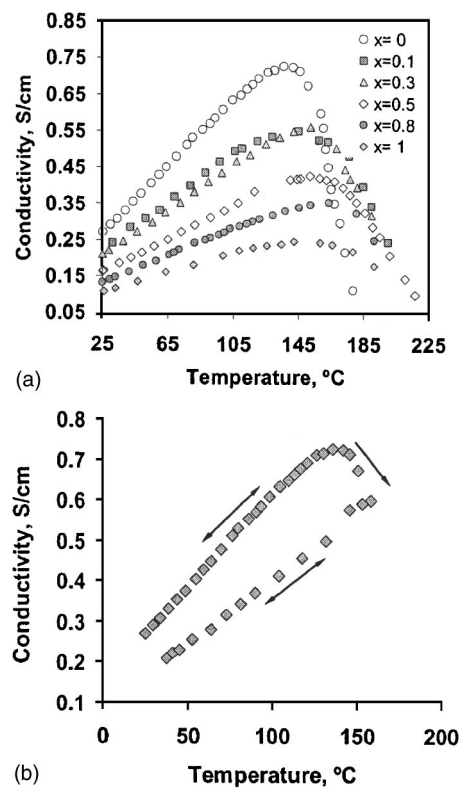 0.85
0.75
0.65
0.55
0.45
0.35
0.25
0.15
0.05
Conductivity, S/cm
x= 0
x=0.1
x=0.3
x=0.5
x=0.8
x= 1
25 65 105 145 185 225
(a) Temperature, ºC
0.8
0.7
0.6
0.5
0.4
0.3
0.2
0.1
Conductivity, S/cm
0 50 100 150 200
(b) Temperature, ºC